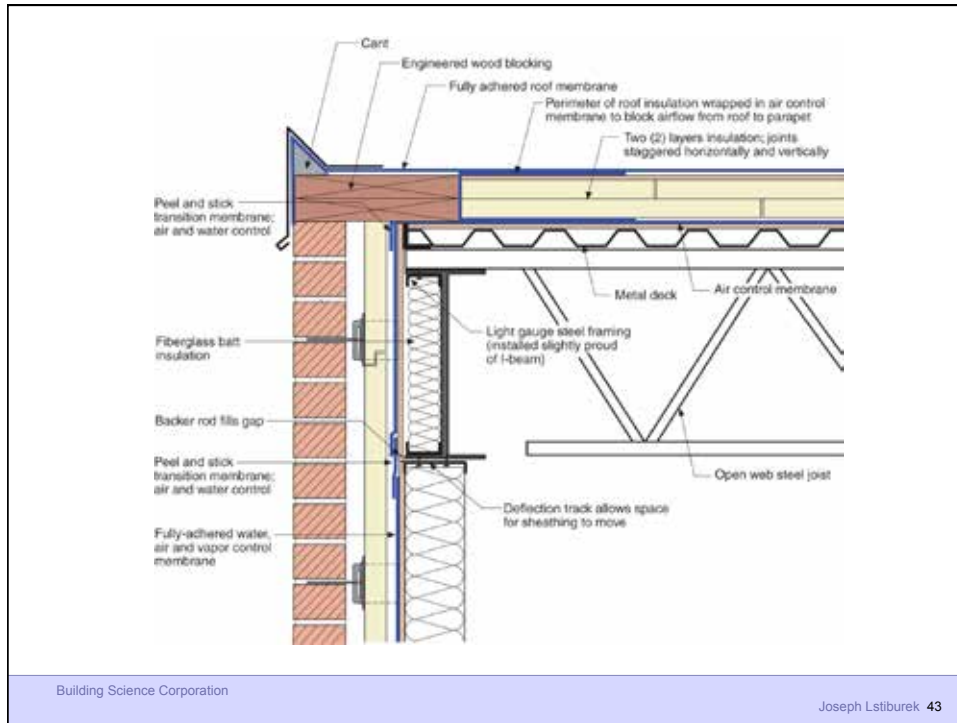 Cant
Engineered wood blocking
Fully adhered roof membrane
Perimeter of roof insulation wrapped in air control
membrane to block airflow from roof to parapet
Two (2) layers insulation; joints
staggered horizontally and vertically
Peel and stick
transition membrane;
air and water control
Metal deck
Air control membrane
Light gauge steel framing
(installed slightly proud
of I-beam)
Fiberglass batt
insulation
Backer rod fills gap
Peel and stick
transition membrane;
air and water control
Open web steel joist
Deflection track allows space
for sheathing to move
Fully-adhered water,
air and vapor control
membrane
Building Science Corporation
Joseph Lstiburek 43